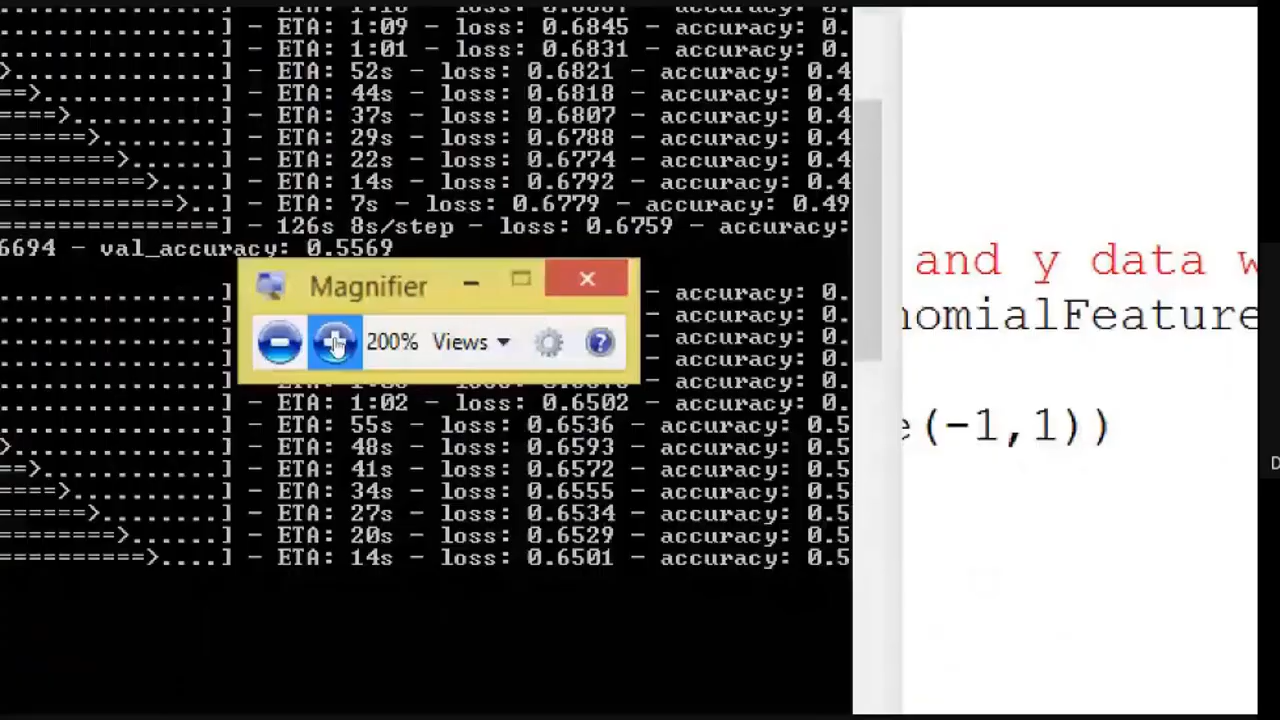 .................] - ETA: 1:09 - loss: 0.6845 - accuracy: 0.
.................] - ETA: 1:01 - loss: 0.6831 - accuracy: 0.
>...............] - ETA: 52s - loss: 0.6821 - accuracy: 0.4
==>.............] - ETA: 44s - loss: 0.6818 - accuracy: 0.4
====>...........] - ETA: 37s - loss: 0.6807 - accuracy: 0.4
======>.........] - ETA: 29s - loss: 0.6788 - accuracy: 0.4
========>.......] - ETA: 22s - loss: 0.6774 - accuracy: 0.4
==========>....] - ETA: 14s - loss: 0.6792 - accuracy: 0.4
============>..] - ETA: 7s - loss: 0.6779 - accuracy: 0.49
===============] - 126s 8s/step - loss: 0.6759 - accuracy:
6694 - val_accuracy: 0.5569
Magnifier
200% Views
- accuracy: 0.
- accuracy: 0.
- accuracy: 0.
- accuracy: 0.
- accuracy: 0.
.................] - ETA: 1:02 - loss: 0.6502 - accuracy: 0.
.................] - ETA: 55s - loss: 0.6536 - accuracy: 0.5
>...............] - ETA: 48s - loss: 0.6593 - accuracy: 0.5
==>.............] - ETA: 41s - loss: 0.6572 - accuracy: 0.5
====>...........] - ETA: 34s - loss: 0.6555 - accuracy: 0.5
======>.........] - ETA: 27s - loss: 0.6534 - accuracy: 0.5
========>.......] - ETA: 20s - loss: 0.6529 - accuracy: 0.5
==========>....] - ETA: 14s - loss: 0.6501 - accuracy: 0.5
and y data w
nomialFeature
e(-1,1))
D